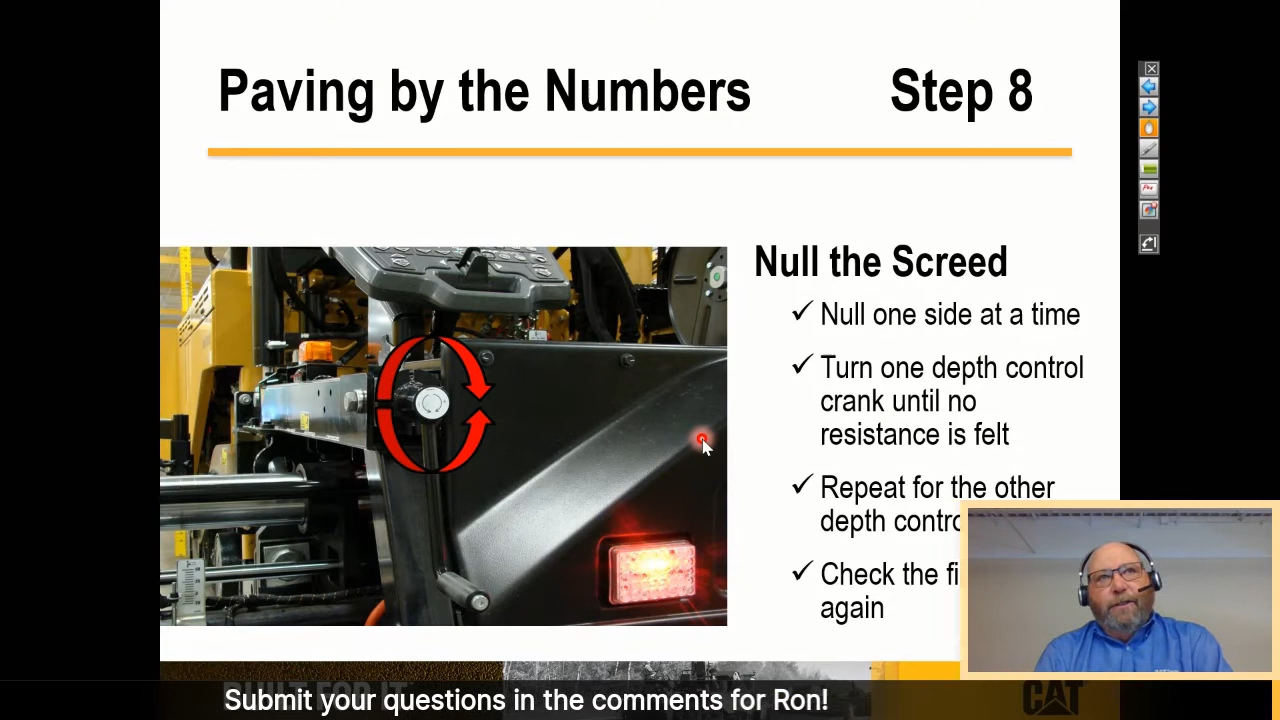 Paving by the Numbers Step 8
Null the Screed
✓ Null one side at a time
✓ Turn one depth control
crank until no
resistance is felt
✓ Repeat for the other
depth contro
✓ Check the fi
again
Submit your questions in the comments for Ron!
CAT